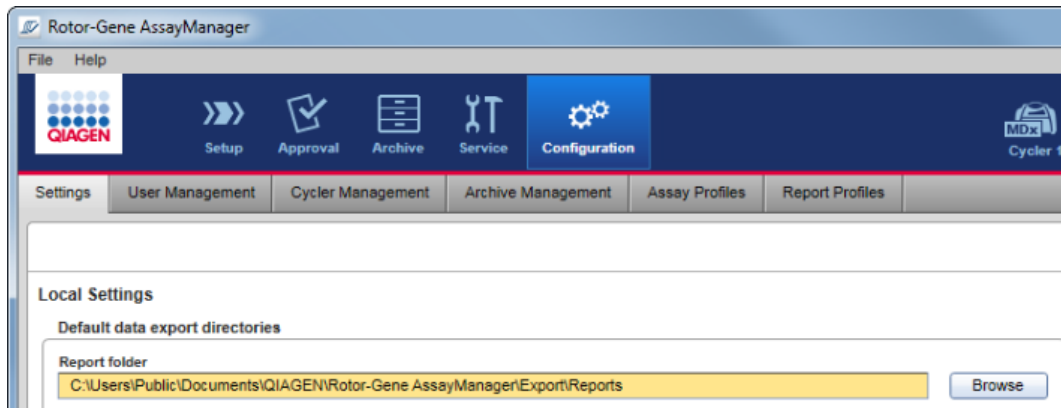 Rotor-Gene AssayManager
File Help
QIAGEN
Setup Approval Archive Service Configuration
MDx
Cycler 1
Settings User Management Cycler Management Archive Management Assay Profiles Report Profiles
Local Settings
Default data export directories
Report folder
C:\Users\Public\Documents\QIAGEN\Rotor-Gene AssayManager\Export\Reports Browse